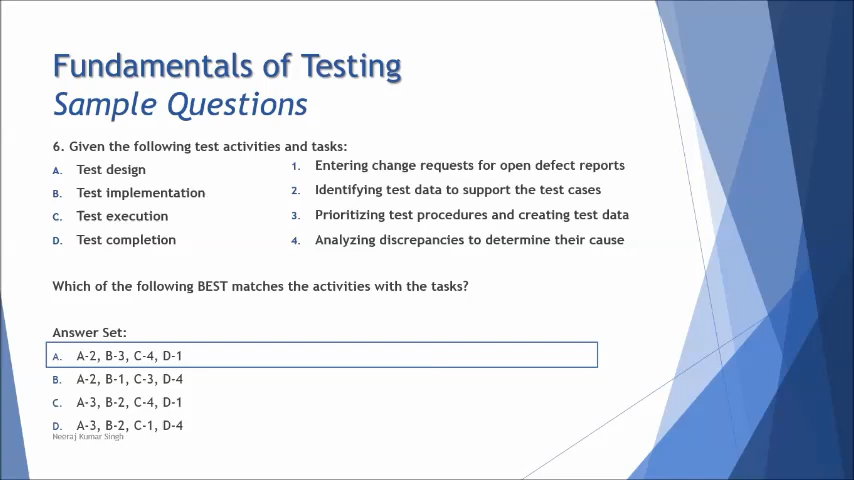 Fundamentals of Testing
Sample Questions
6. Given the following test activities and tasks:
A. Test design
B. Test implementation
C. Test execution
D. Test completion
1. Entering change requests for open defect reports
2. Identifying test data to support the test cases
3. Prioritizing test procedures and creating test data
4. Analyzing discrepancies to determine their cause
Which of the following BEST matches the activities with the tasks?
Answer Set:
A. A-2, B-3, C-4, D-1
B. A-2, B-1, C-3, D-4
C. A-3, B-2, C-4, D-1
D. A-3, B-2, C-1, D-4
Neeraj Kumar Singh